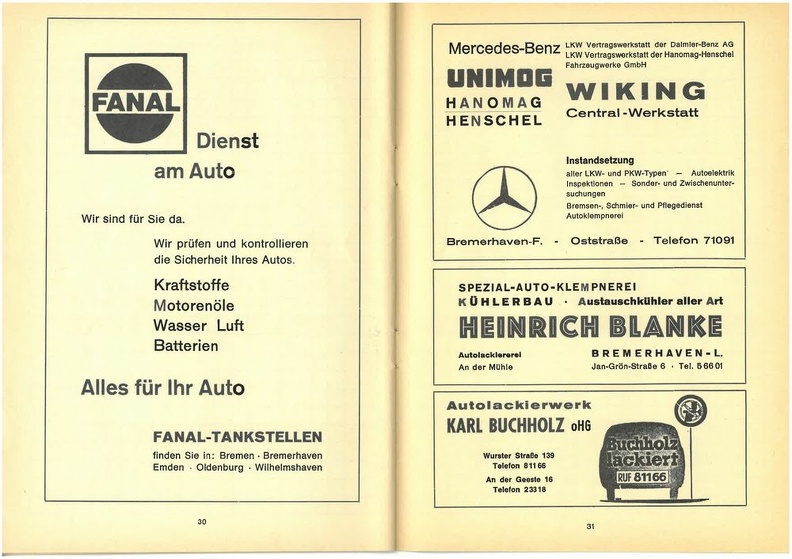 FANAL
Dienst
am Auto
Wir sind für Sie da.
Wir prüfen und kontrollieren
die Sicherheit Ihres Autos.
Kraftstoffe
Motorenöle
Wasser Luft
Batterien
Alles für Ihr Auto
FANAL-TANKSTELLEN
finden Sie in: Bremen · Bremerhaven
Emden · Oldenburg · Wilhelmshaven
30
Mercedes-Benz
UNIMOG
HANOMAG
HENSCHEL
LKW Vertragswerkstatt der Daimler-Benz AG
LKW Vertragswerkstatt der Hanomag-Henschel
Fahrzeugwerke GmbH
WIKING
Central-Werkstatt
Instandsetzung
aller LKW- und PKW-Typen — Autoelektrik
Inspektionen — Sonder- und Zwischenunter-
suchungen
Bremsen-, Schmier- und Pflegedienst
Autoklempnerei
Bremerhaven-F. - Oststraße - Telefon 71091
SPEZIAL-AUTO-KLEMPNEREI
KÜHLERBAU · Austauschkühler aller Art
HEINRICH BLANKE
Autolackiererei
An der Mühle
BREMERHAVEN-L.
Jan-Grön-Straße 6 · Tel. 5 66 01
Autolackierwerk
KARL BUCHHOLZ oHG
Wurster Straße 139
Telefon 81166
An der Geeste 16
Telefon 23318
Buchholz
lackiert
RUF 81166
31